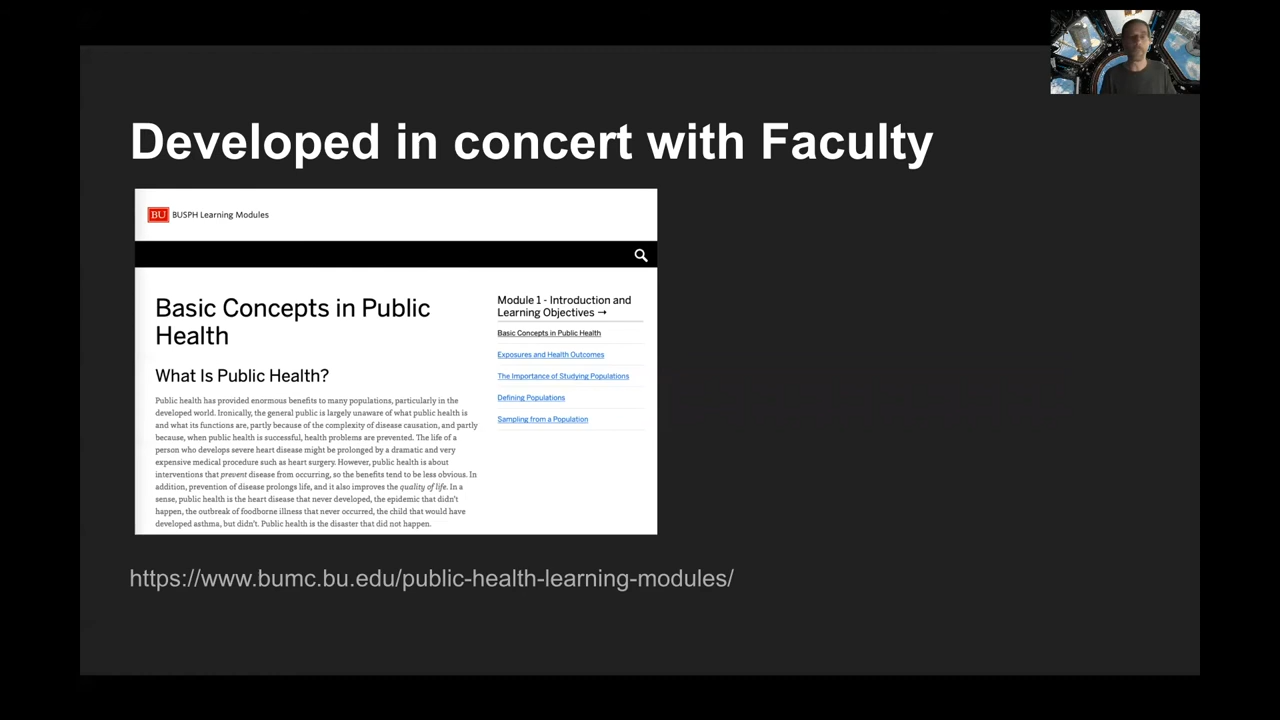 Developed in concert with Faculty
BU BUSPH Learning Modules
Basic Concepts in Public
Health
What Is Public Health?
Public health has provided enormous benefits to many populations, particularly in the
developed world. Ironically, the general public is largely unaware of what public health is
and what its functions are, partly because of the complexity of disease causation, and partly
because, when public health is successful, health problems are prevented. The life of a
person who develops severe heart disease might be prolonged by a dramatic and very
expensive medical procedure such as heart surgery. However, public health is about
interventions that prevent disease from occurring, so the benefits tend to be less obvious. In
addition, prevention of disease prolongs life, and it also improves the quality of life. In a
sense, public health is the heart disease that never developed, the epidemic that didn't
happen, the outbreak of foodborne illness that never occurred, the child that would have
developed asthma, but didn't. Public health is the disaster that did not happen.
Module 1 - Introduction and
Learning Objectives →
Basic Concepts in Public Health
Exposures and Health Outcomes
The Importance of Studying Populations
Defining Populations
Sampling from a Population
https://www.bumc.bu.edu/public-health-learning-modules/